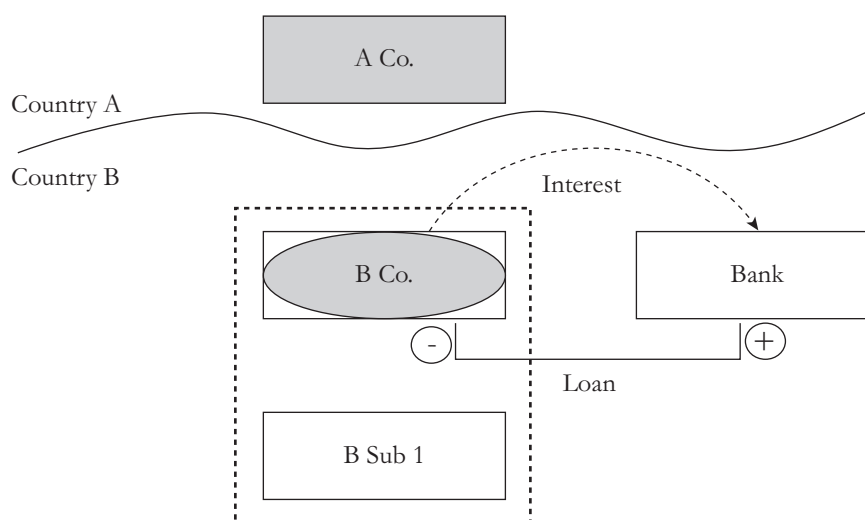 A Co.
Country A
Country B
Interest
B Co.
Bank
-
+
Loan
B Sub 1